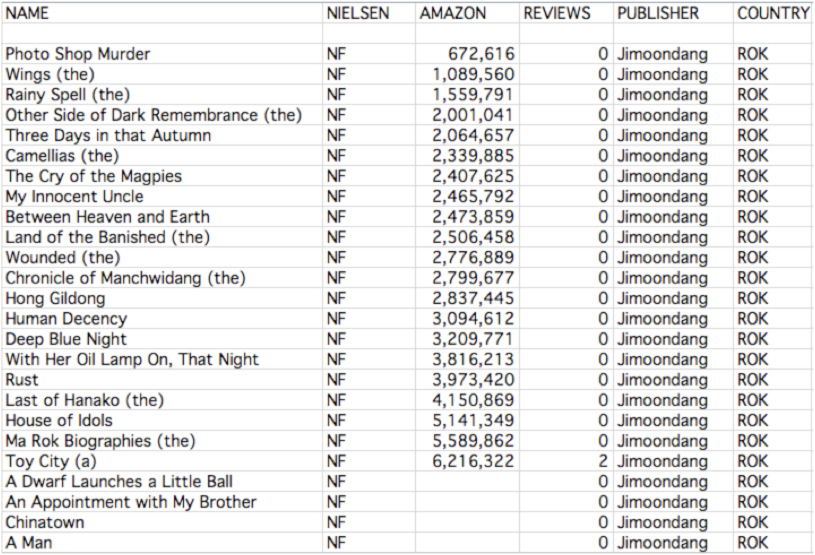 NAME NIELSEN AMAZON REVIEWS PUBLISHER COUNTRY
Photo Shop Murder NF 672,616 0 Jimoondang ROK
Wings (the) NF 1,089,560 0 Jimoondang ROK
Rainy Spell (the) NF 1,559,791 0 Jimoondang ROK
Other Side of Dark Remembrance (the) NF 2,001,041 0 Jimoondang ROK
Three Days in that Autumn NF 2,064,657 0 Jimoondang ROK
Camellias (the) NF 2,339,885 0 Jimoondang ROK
The Cry of the Magpies NF 2,407,625 0 Jimoondang ROK
My Innocent Uncle NF 2,465,792 0 Jimoondang ROK
Between Heaven and Earth NF 2,473,859 0 Jimoondang ROK
Land of the Banished (the) NF 2,506,458 0 Jimoondang ROK
Wounded (the) NF 2,776,889 0 Jimoondang ROK
Chronicle of Manchwidang (the) NF 2,799,677 0 Jimoondang ROK
Hong Gildong NF 2,837,445 0 Jimoondang ROK
Human Decency NF 3,094,612 0 Jimoondang ROK
Deep Blue Night NF 3,209,771 0 Jimoondang ROK
With Her Oil Lamp On, That Night NF 3,816,213 0 Jimoondang ROK
Rust NF 3,973,420 0 Jimoondang ROK
Last of Hanako (the) NF 4,150,869 0 Jimoondang ROK
House of Idols NF 5,141,349 0 Jimoondang ROK
Ma Rok Biographies (the) NF 5,589,862 0 Jimoondang ROK
Toy City (a) NF 6,216,322 2 Jimoondang ROK
A Dwarf Launches a Little Ball NF 0 Jimoondang ROK
An Appointment with My Brother NF 0 Jimoondang ROK
Chinatown NF 0 Jimoondang ROK
A Man NF 0 Jimoondang ROK